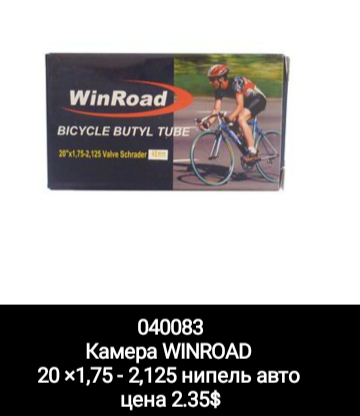 WinRoad
BICYCLE BUTYL TUBE
20"x1,75-2,125 Valve Schrader
040083
Камера WINROAD
20 ×1,75 - 2,125 нипель авто
цена 2.35$